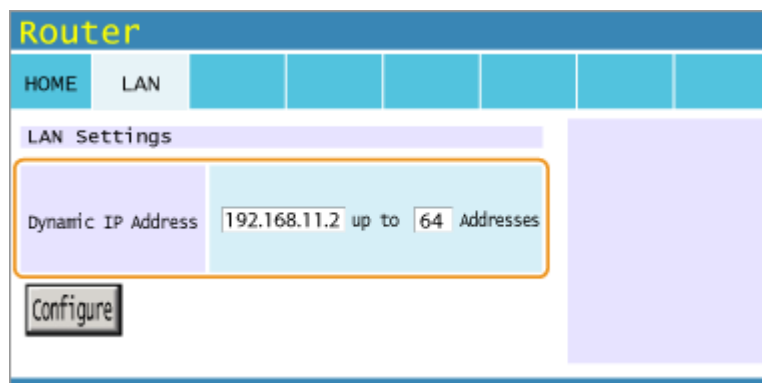 Router
HOME LAN
LAN Settings
Dynamic IP Address 192.168.11.2 up to 64 Addresses
Configure